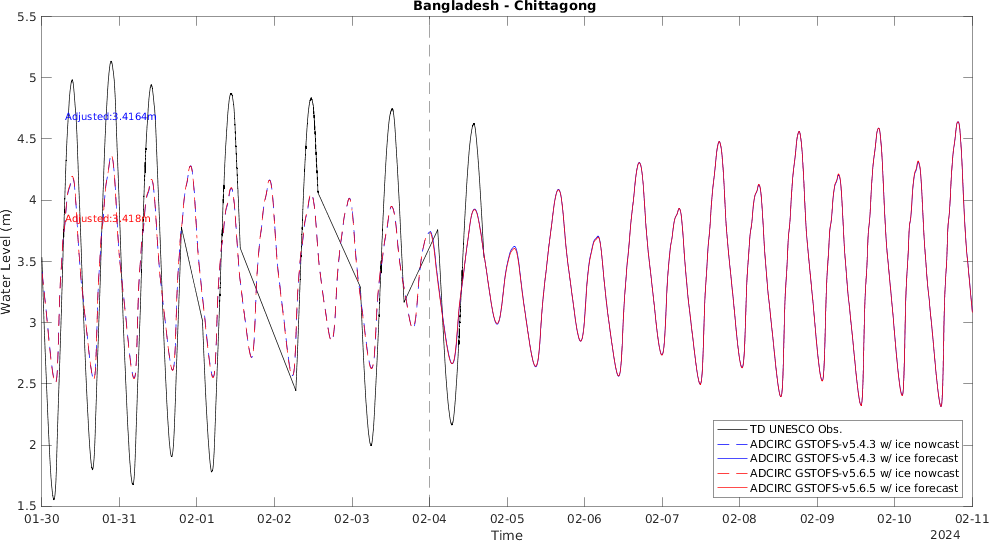 Bangladesh - Chittagong
5.5
5
4.5
4
3.5
3
2.5
2
1.5
Water Level (m)
Adjusted:3.4164m
Adjusted:3.418m
TD UNESCO Obs.
ADCIRC GSTOFS-v5.4.3 w/ ice nowcast
ADCIRC GSTOFS-v5.4.3 w/ ice forecast
ADCIRC GSTOFS-v5.6.5 w/ ice nowcast
ADCIRC GSTOFS-v5.6.5 w/ ice forecast
01-30 01-31 02-01 02-02 02-03 02-04 02-05 02-06 02-07 02-08 02-09 02-10 02-11
Time
2024